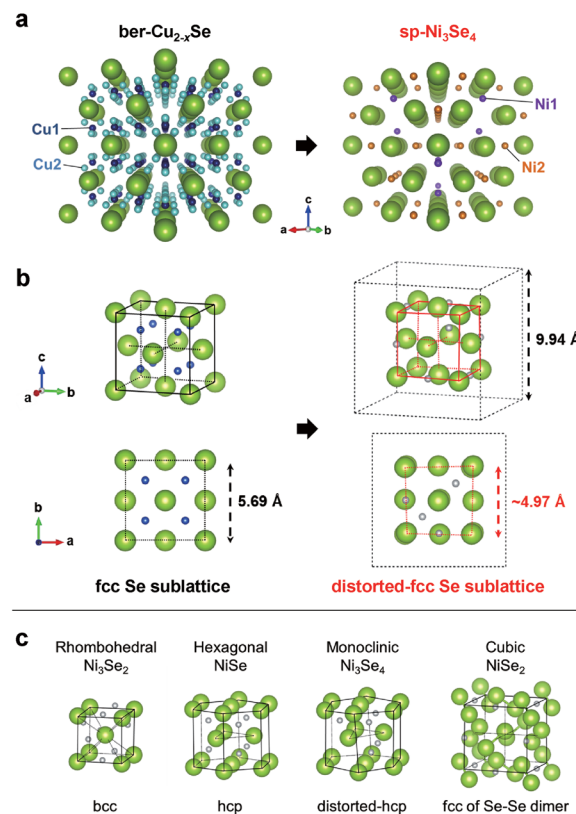 a
ber-Cu2-xSe
sp-Ni3Se4
Cu1
Cu2
Ni1
Ni2
c
a
b
b
c
a
b
9.94 Å
b
a
5.69 Å
~4.97 Å
fcc Se sublattice
distorted-fcc Se sublattice
c
Rhombohedral
Ni3Se2
Hexagonal
NiSe
Monoclinic
Ni3Se4
Cubic
NiSe2
bcc
hcp
distorted-hcp
fcc of Se-Se dimer